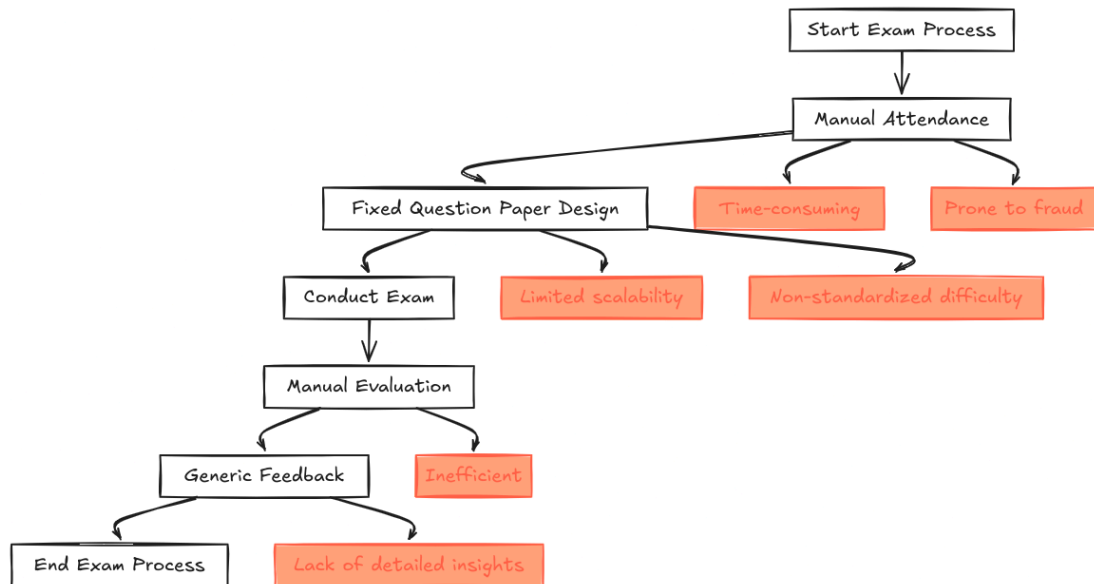 Start Exam Process
Manual Attendance
Fixed Question Paper Design
Time-consuming
Prone to fraud
Conduct Exam
Limited scalability
Non-standardized difficulty
Manual Evaluation
Generic Feedback
Inefficient
End Exam Process
Lack of detailed insights